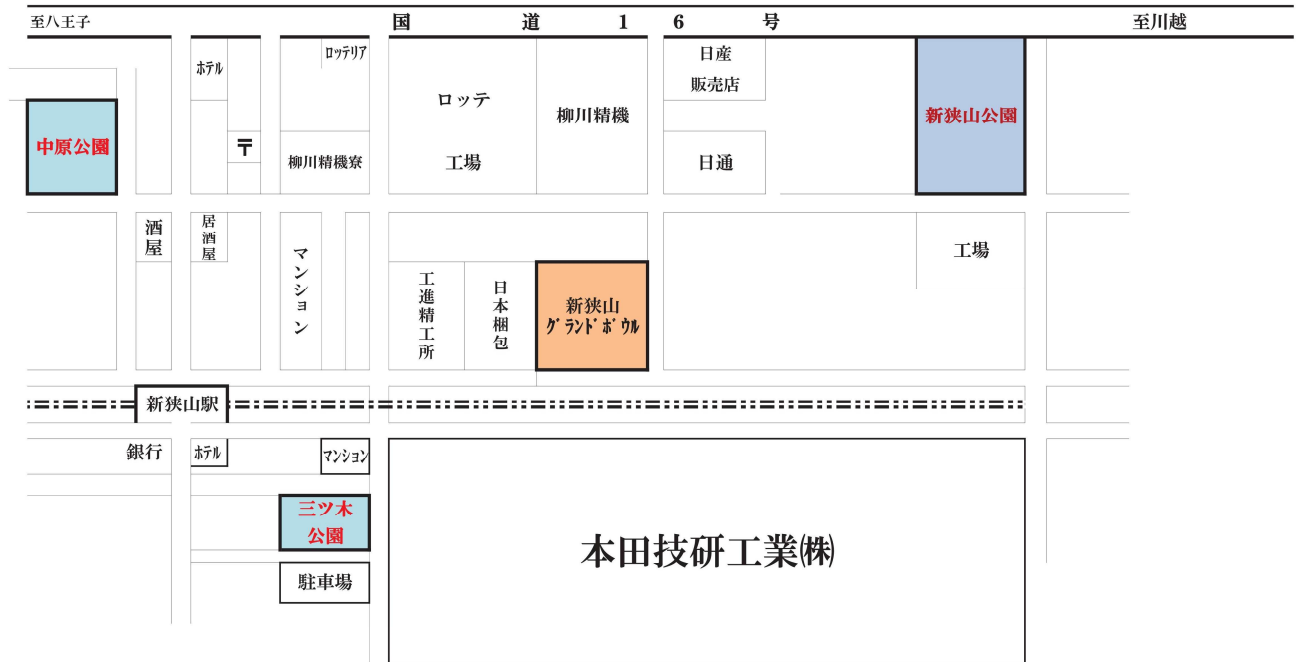 至八王子
国道16号
至川越
ホテル
ロッテリア
ロッテ
工場
柳川精機
日産
販売店
新狭山公園
中原公園
〒
柳川精機寮
日通
酒屋
居酒屋
マンション
工場
工進精工所
日本梱包
新狭山
グランドボウル
新狭山駅
銀行
ホテル
マンション
三ツ木
公園
本田技研工業㈱
駐車場